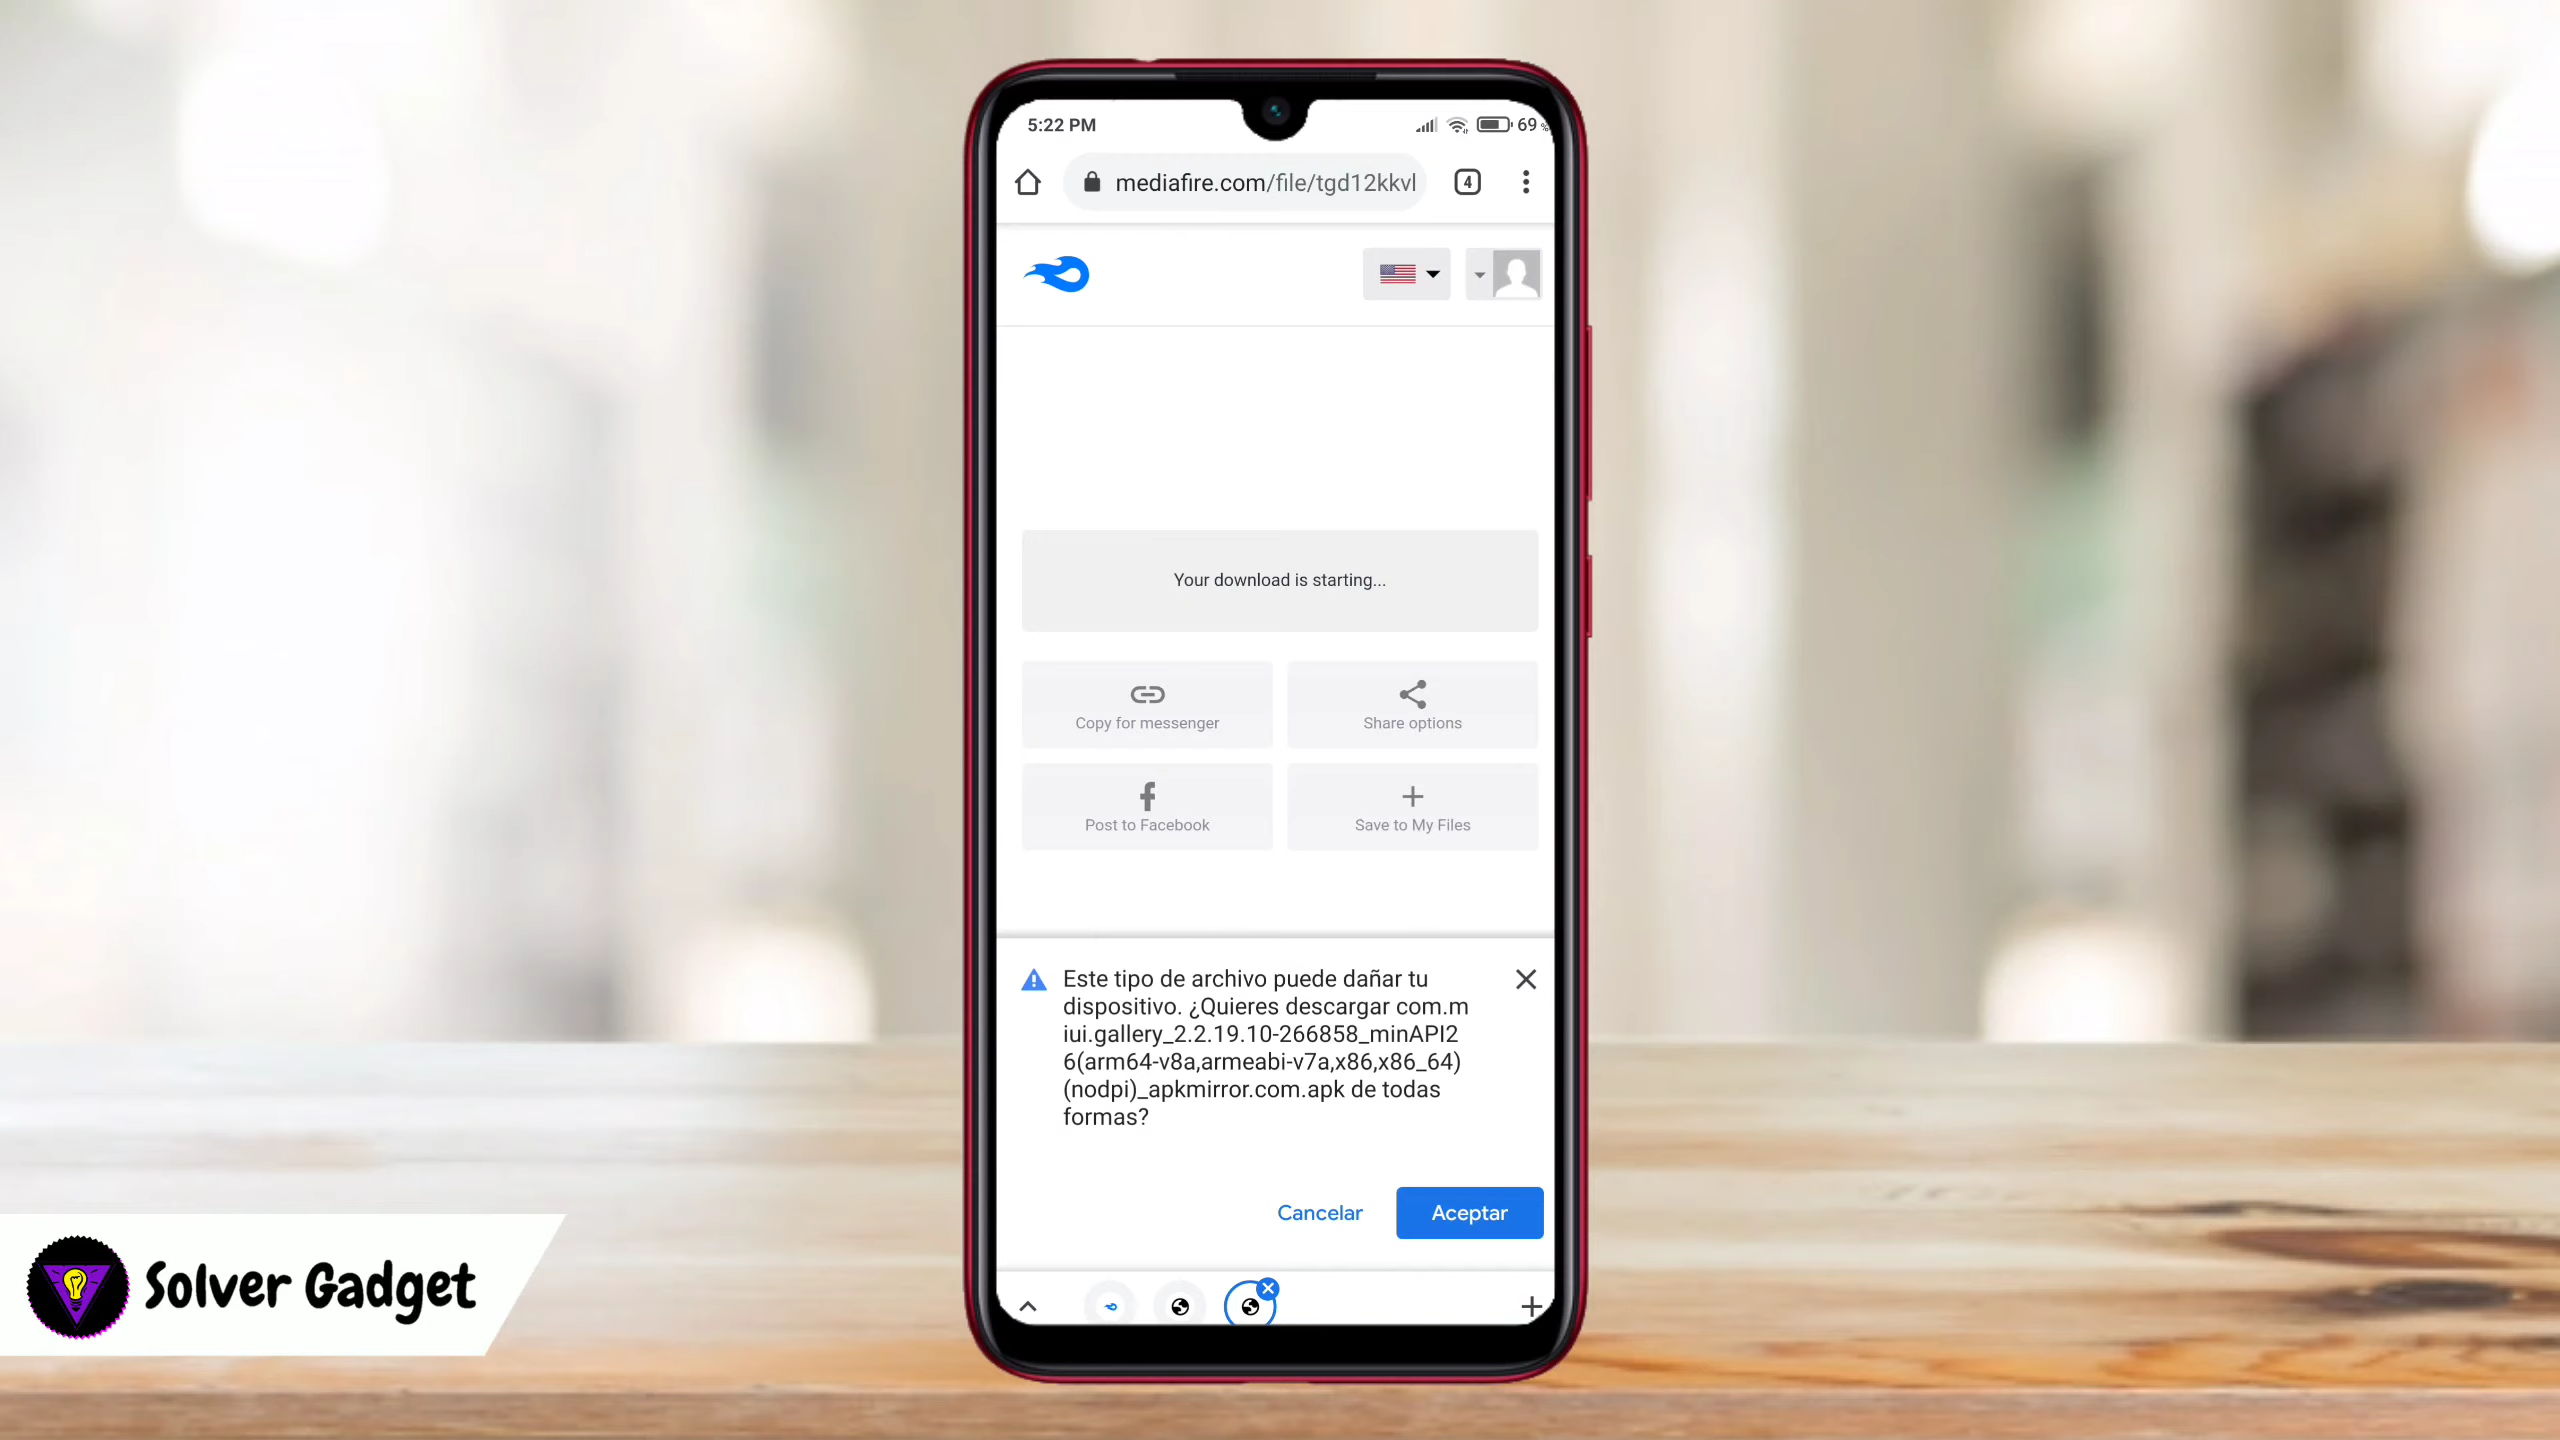 5:22 PM
69
mediafire.com/file/tgd12kkvl
4
Your download is starting...
Copy for messenger
Share options
Post to Facebook
Save to My Files
Este tipo de archivo puede dañar tu
dispositivo. ¿Quieres descargar com.m
iui.gallery_2.2.19.10-266858_minAPI2
6(arm64-v8a,armeabi-v7a,x86,x86_64)
(nodpi)_apkmirror.com.apk de todas
formas?
Cancelar
Aceptar
Solver Gadget